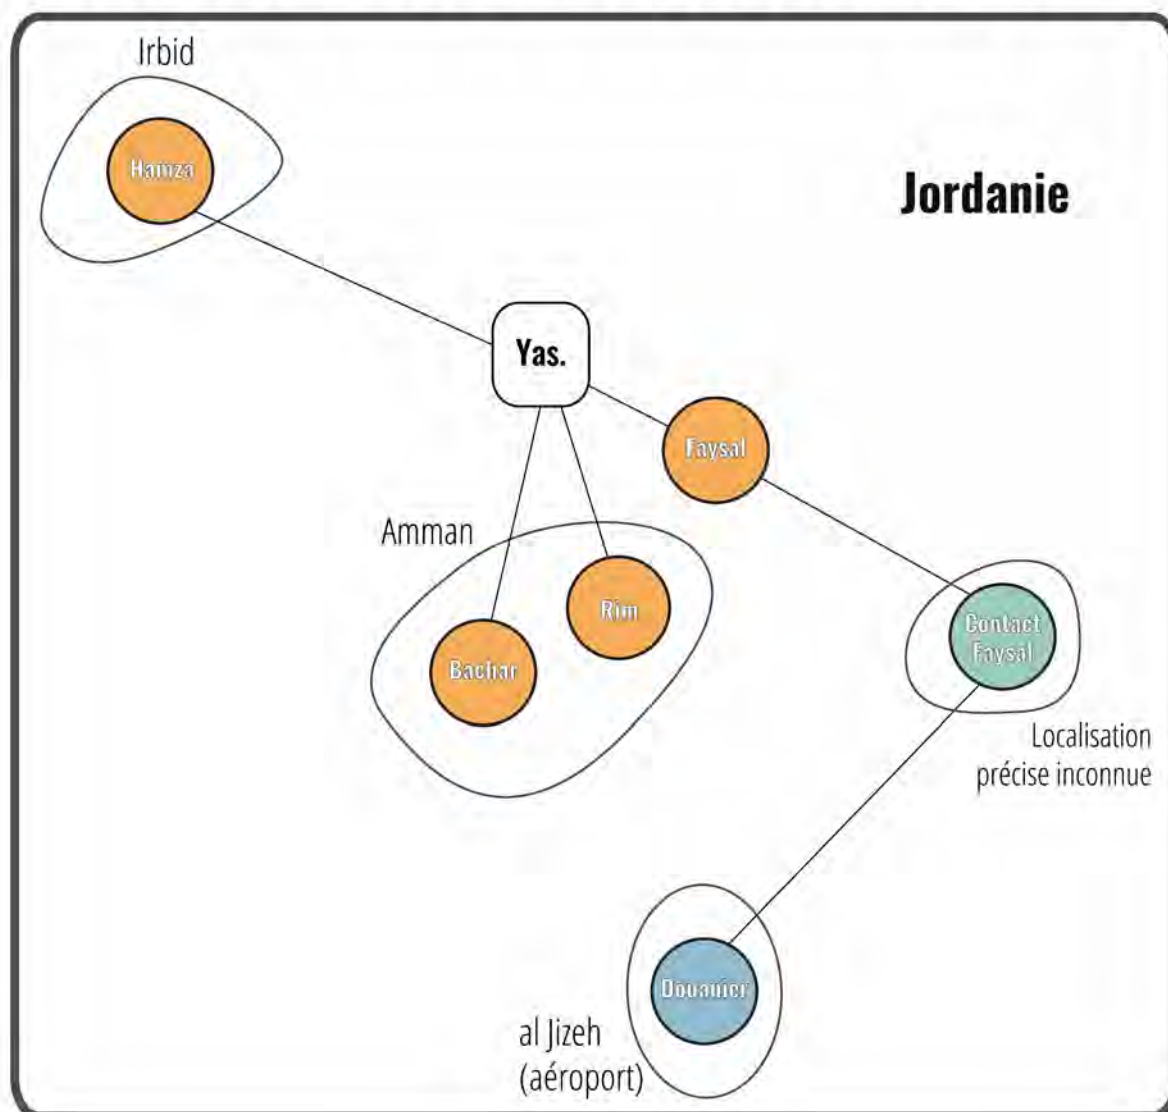 Irbid
Hamza
Jordanie
Yas.
Faysal
Amman
Rim
Bachar
Contact
Faysal
Localisation
précise inconnue
Douanier
al Jizeh
(aéroport)